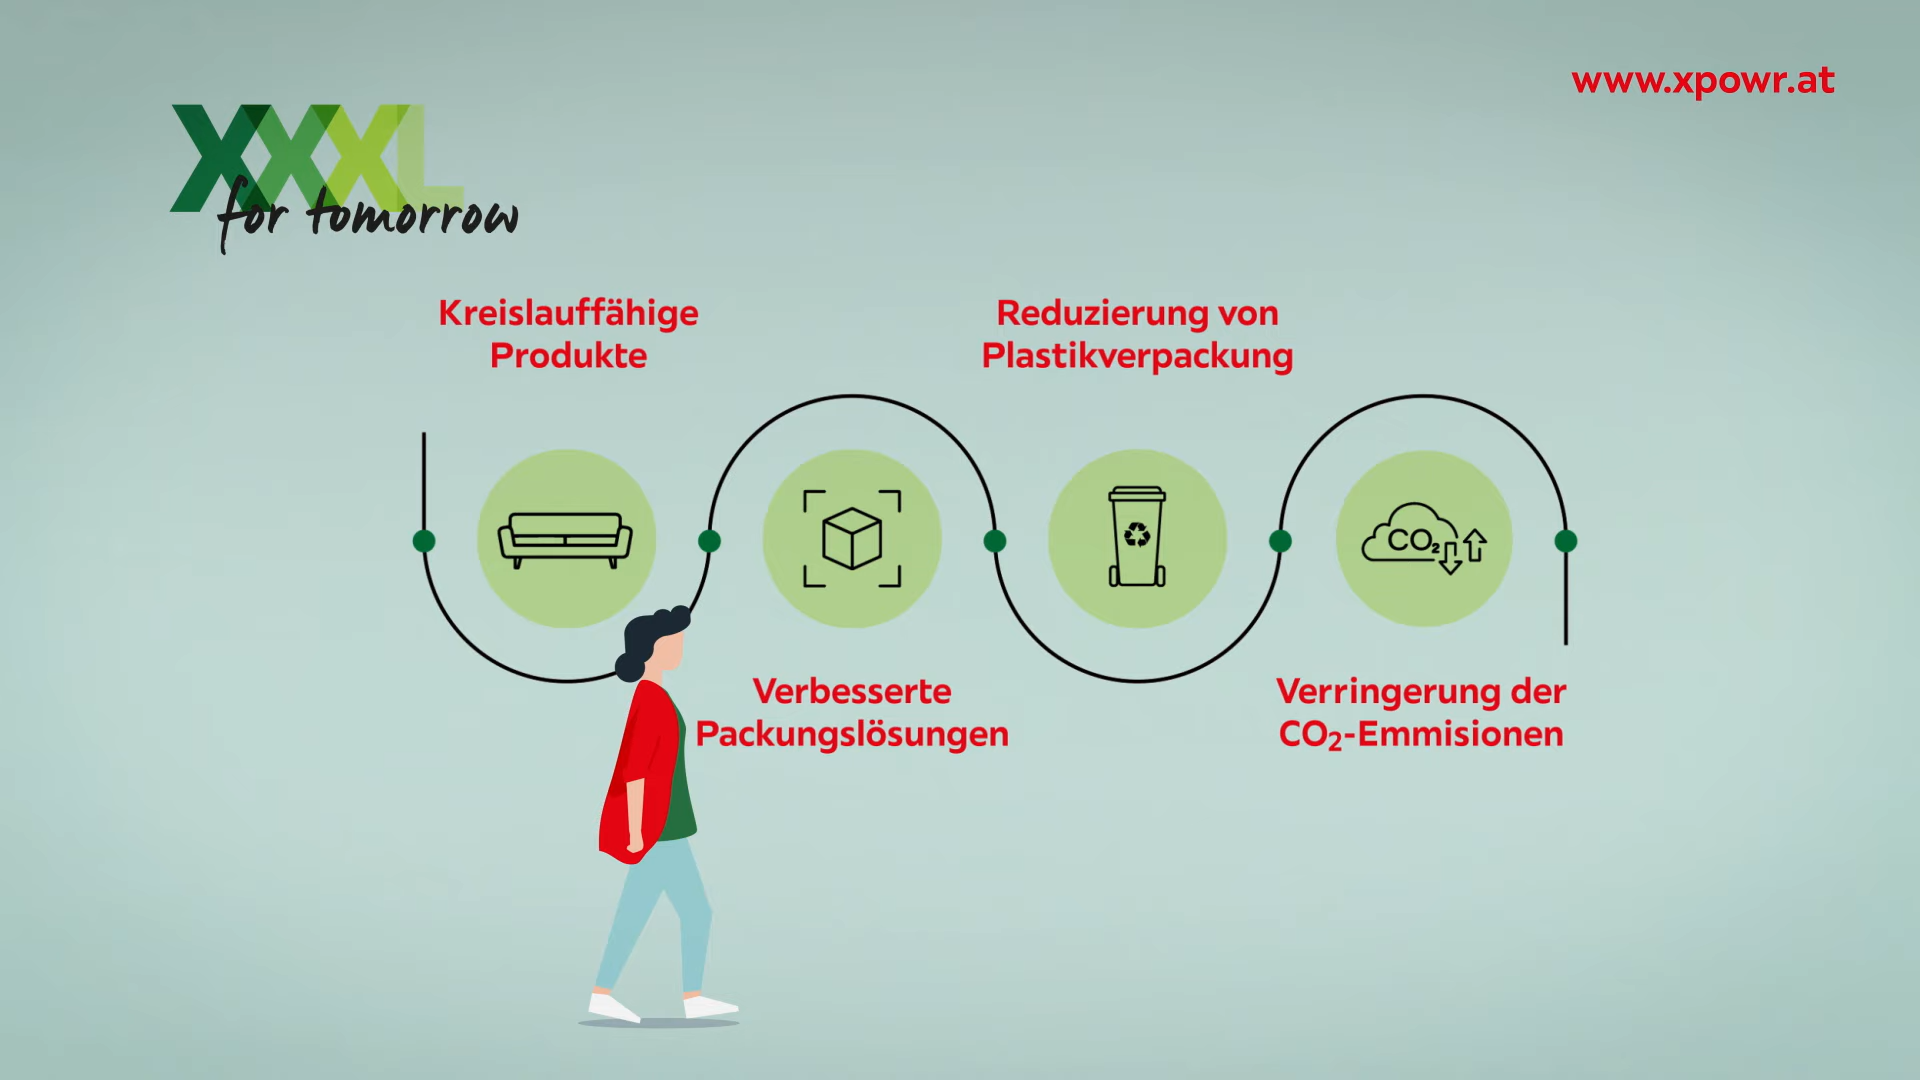 www.xpowr.at
XXXL
for tomorrow
Kreislauffähige
Produkte
Reduzierung von
Plastikverpackung
CO₂
Verbesserte
Packungslösungen
Verringerung der
CO₂-Emmisionen